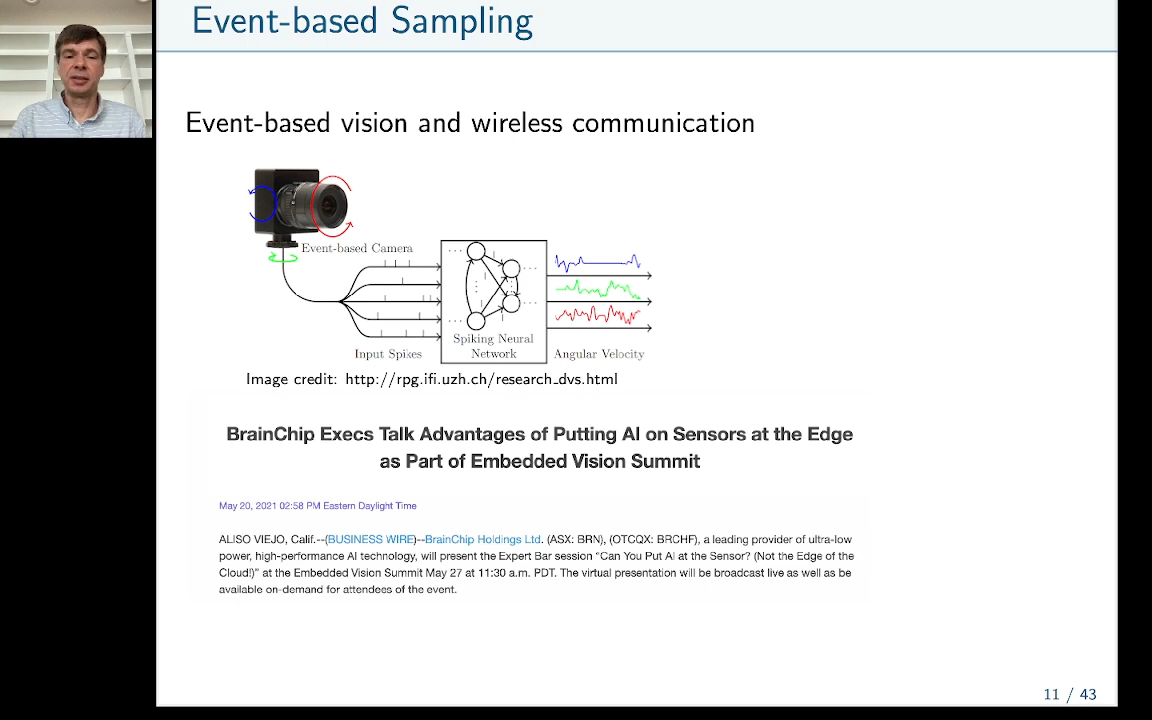 Event-based Sampling
Event-based vision and wireless communication
Event-based Camera
Input Spikes
Spiking Neural
Network
Angular Velocity
Image credit: http://rpg.ifi.uzh.ch/research_dvs.html
BrainChip Execs Talk Advantages of Putting AI on Sensors at the Edge
as Part of Embedded Vision Summit
May 20, 2021 02:58 PM Eastern Daylight Time
ALISO VIEJO, Calif.--(BUSINESS WIRE)--BrainChip Holdings Ltd. (ASX: BRN), (OTCQX: BRCHF), a leading provider of ultra-low
power, high-performance AI technology, will present the Expert Bar session “Can You Put AI at the Sensor? (Not the Edge of the
Cloud!)” at the Embedded Vision Summit May 27 at 11:30 a.m. PDT. The virtual presentation will be broadcast live as well as be
available on-demand for attendees of the event.
11 / 43